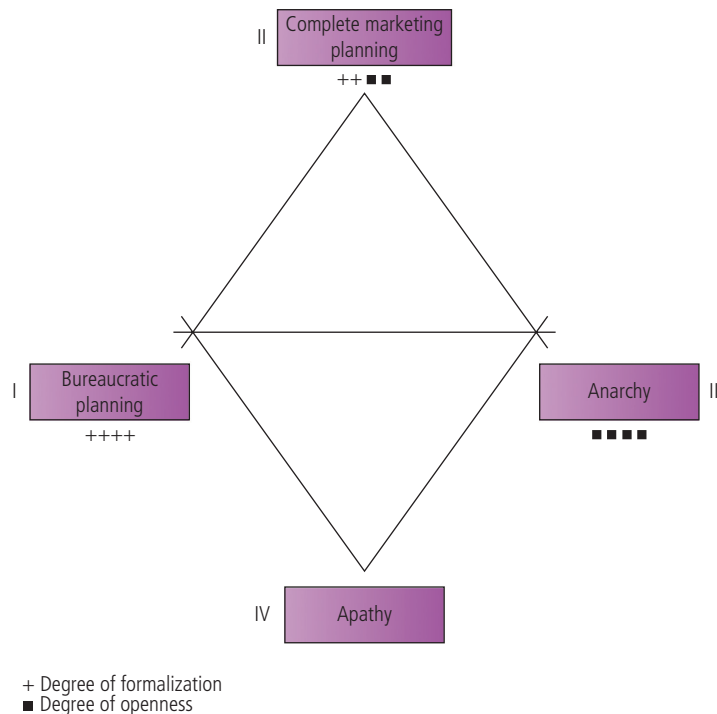 II
Complete marketing
planning
++ ■ ■
I
Bureaucratic
planning
++++
Anarchy
II
■ ■ ■ ■
IV
Apathy
+ Degree of formalization
■ Degree of openness